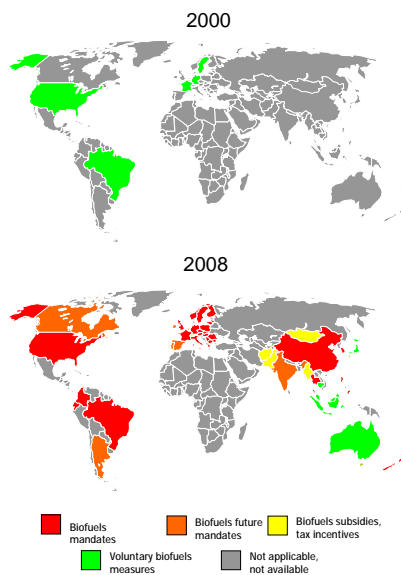 2000
2008
Biofuels
mandates
Biofuels future
mandates
Biofuels subsidies,
tax incentives
Voluntary biofuels
measures
Not applicable,
not available